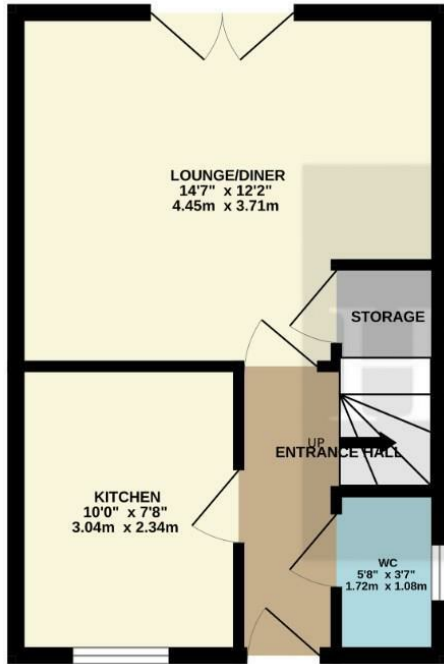 LOUNGE/DINER
14'7" x 12'2"
4.45m x 3.71m
STORAGE
UP
ENTRANCE HALL
KITCHEN
10'0" x 7'8"
3.04m x 2.34m
WC
5'8" x 3'7"
1.72m x 1.08m